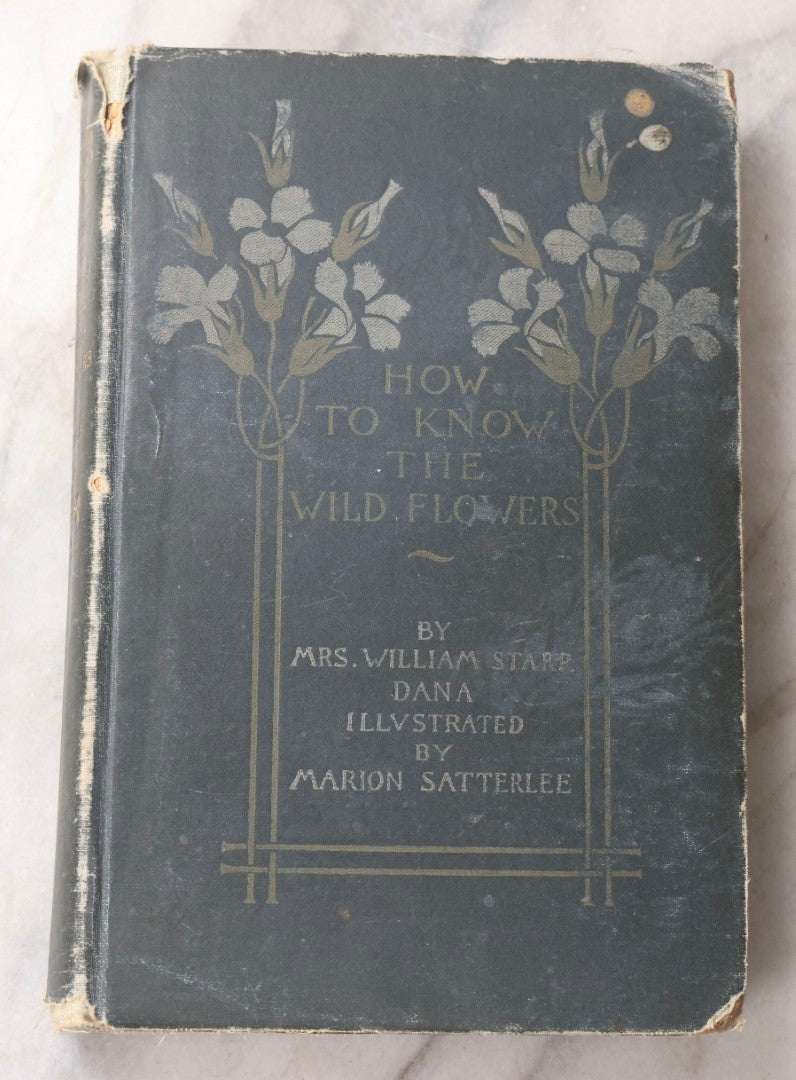 HOW
TO KNOW
THE
WILD FLOWERS
BY
MRS. WILLIAM STARR
DANA
ILLVSTRATED
BY
MARION SATTERLEE